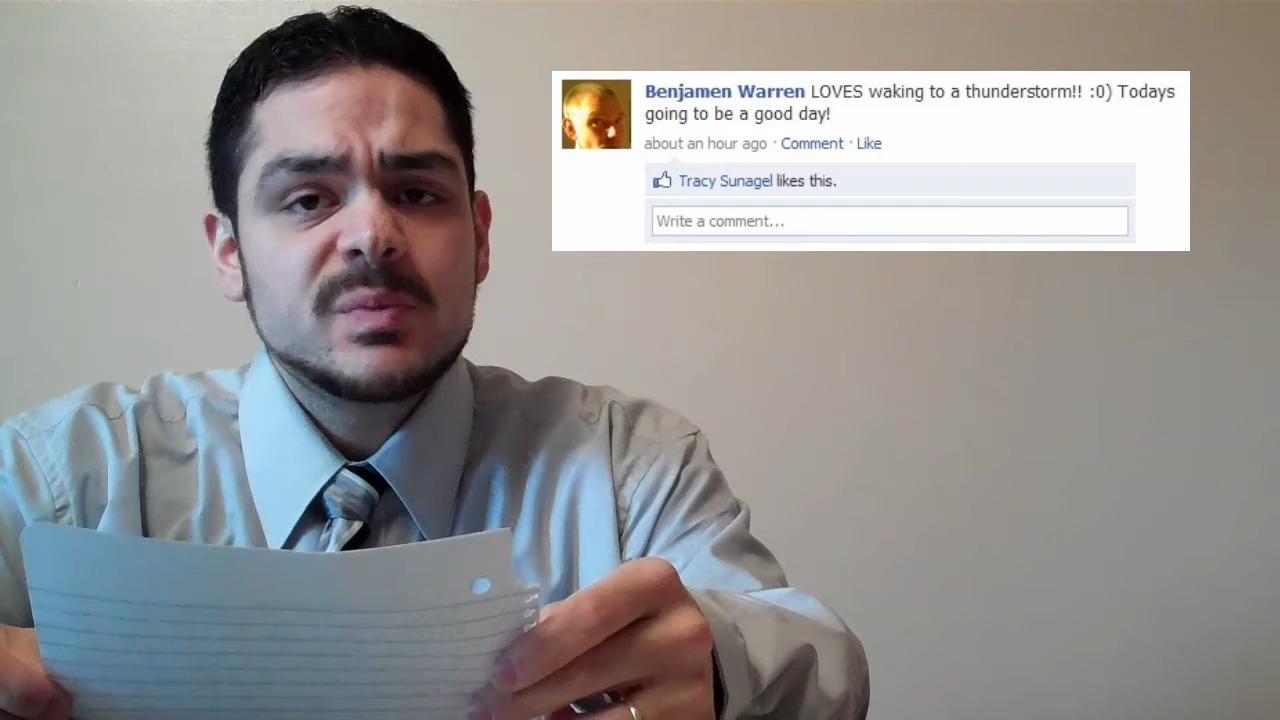 Benjamen Warren LOVES waking to a thunderstorm!! :0) Todays
going to be a good day!
about an hour ago · Comment · Like
Tracy Sunagel likes this.
Write a comment...